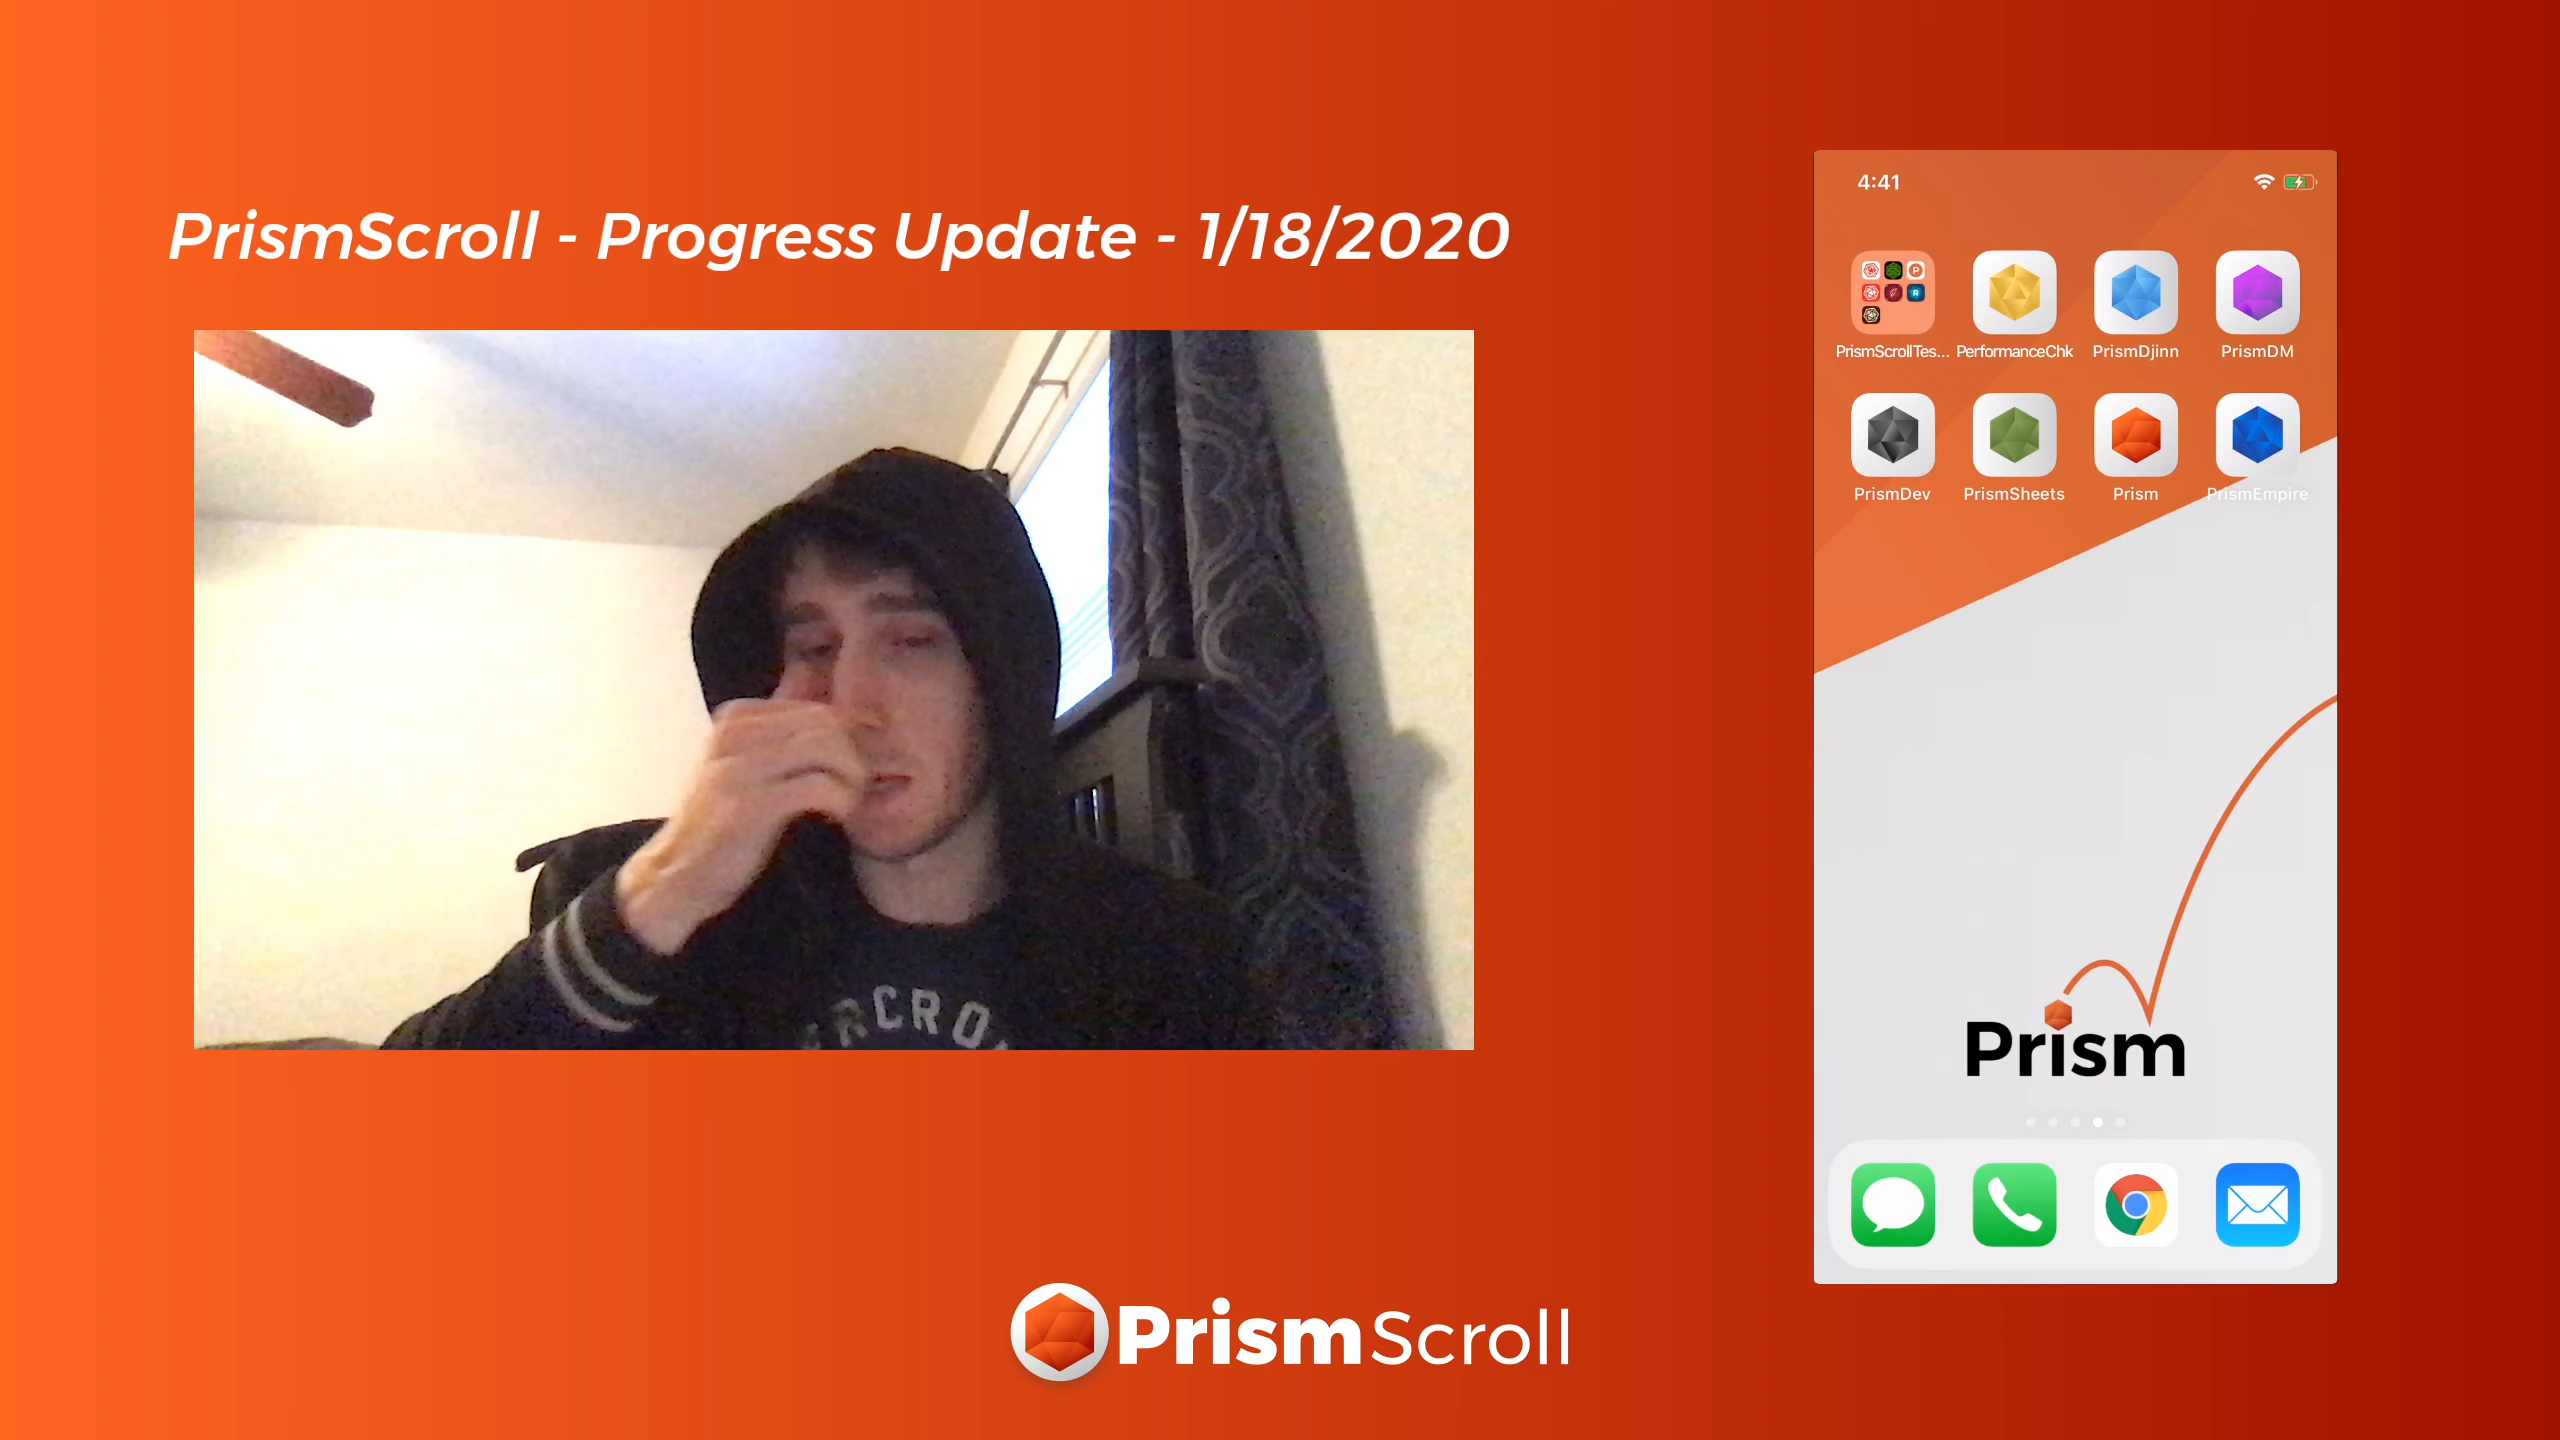 PrismScroll - Progress Update - 1/18/2020
4:41
PrismScrollTes... PerformanceChk PrismDjinn PrismDM
PrismDev PrismSheets Prism PrismEmpire
Prism
PrismScroll